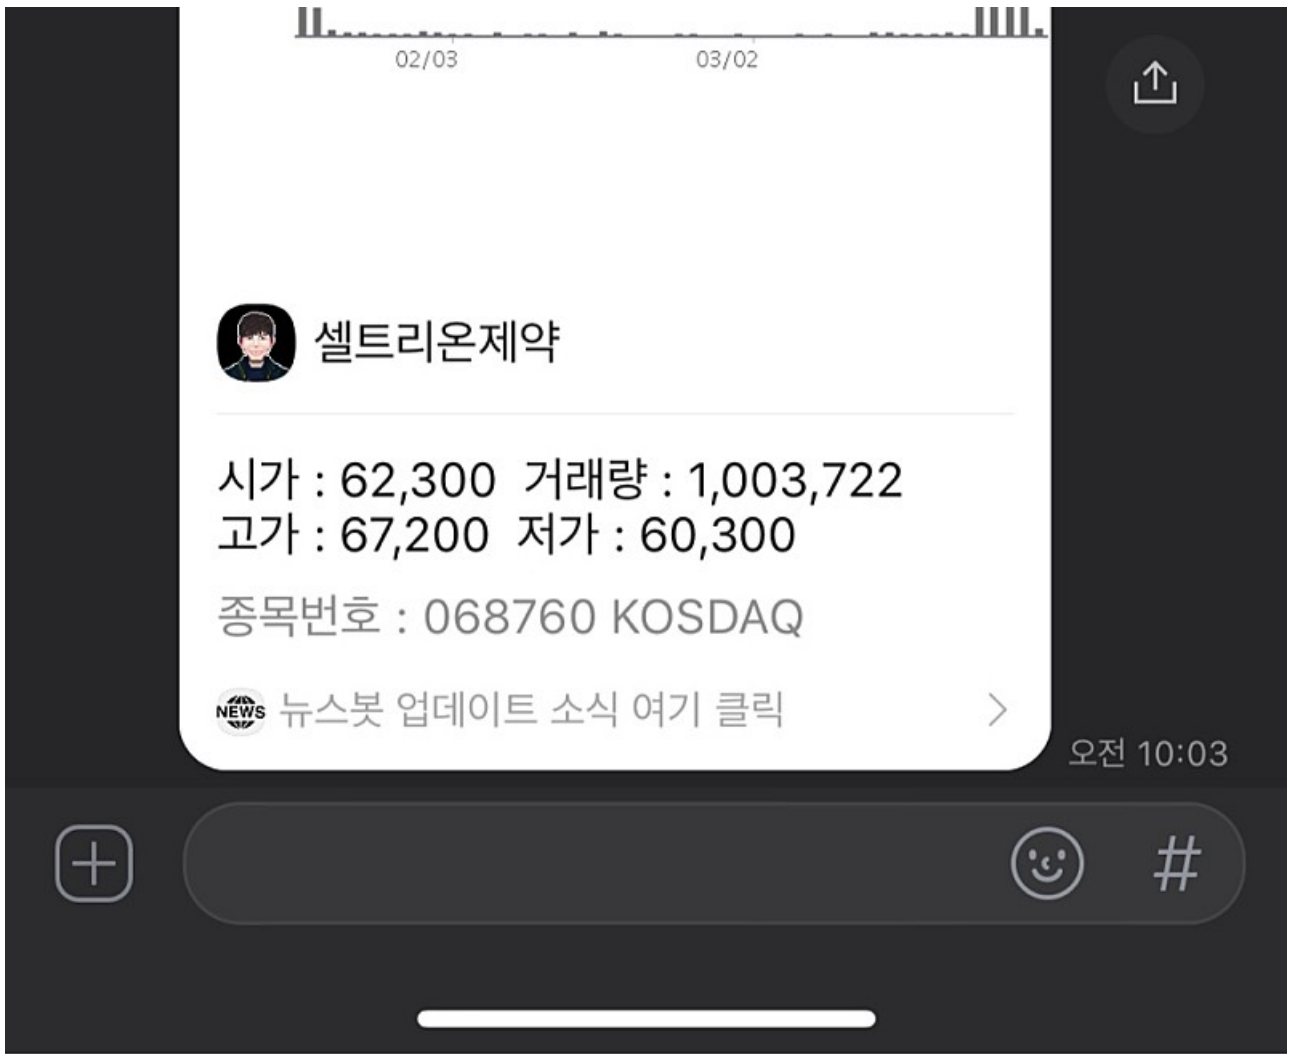 02/03 03/02
셀트리온제약
시가 : 62,300 거래량 : 1,003,722
고가 : 67,200 저가 : 60,300
종목번호 : 068760 KOSDAQ
NEWS 뉴스봇 업데이트 소식 여기 클릭
오전 10:03
#